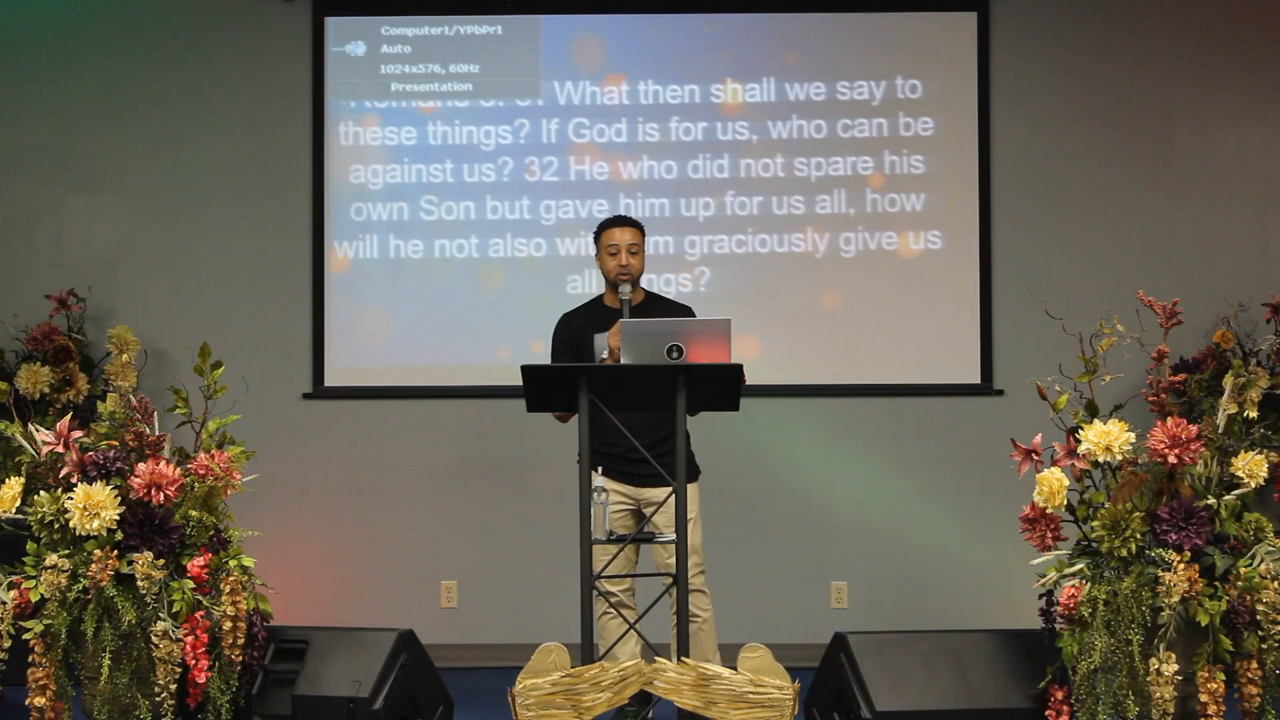 Computer1/YPbPr1
Auto
1024x576, 60Hz
Presentation
What then shall we say to
these things? If God is for us, who can be
against us? 32 He who did not spare his
own Son but gave him up for us all, how
will he not also graciously give us
all